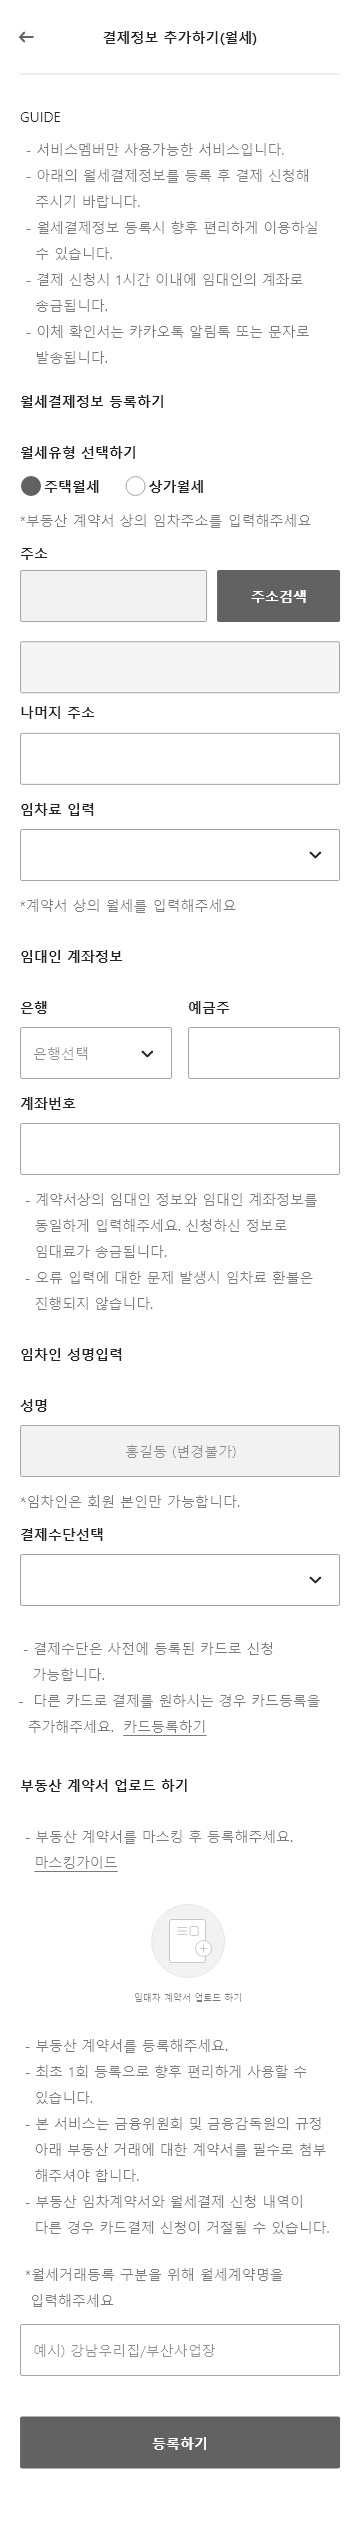 결제정보 추가하기(월세)
GUIDE
- 서비스멤버만 사용가능한 서비스입니다.
- 아래의 월세결제정보를 등록 후 결제 신청해
주시기 바랍니다.
- 월세결제정보 등록시 향후 편리하게 이용하실
수 있습니다.
- 결제 신청시 1시간 이내에 임대인의 계좌로
송금됩니다.
- 이체 확인서는 카카오톡 알림톡 또는 문자로
발송됩니다.
월세결제정보 등록하기
월세유형 선택하기
주택월세 상가월세
*부동산 계약서 상의 임차주소를 입력해주세요
주소
주소검색
나머지 주소
임차료 입력
*계약서 상의 월세를 입력해주세요
임대인 계좌정보
은행 예금주
은행선택
계좌번호
- 계약서상의 임대인 정보와 임대인 계좌정보를
동일하게 입력해주세요. 신청하신 정보로
임대료가 송금됩니다.
- 오류 입력에 대한 문제 발생시 임차료 환불은
진행되지 않습니다.
임차인 성명입력
성명
홍길동 (변경불가)
*임차인은 회원 본인만 가능합니다.
결제수단선택
- 결제수단은 사전에 등록된 카드로 신청
가능합니다.
- 다른 카드로 결제를 원하시는 경우 카드등록을
추가해주세요. 카드등록하기
부동산 계약서 업로드 하기
- 부동산 계약서를 마스킹 후 등록해주세요.
마스킹가이드
임대차 계약서 업로드 하기
- 부동산 계약서를 등록해주세요.
- 최초 1회 등록으로 향후 편리하게 사용할 수
있습니다.
- 본 서비스는 금융위원회 및 금융감독원의 규정
아래 부동산 거래에 대한 계약서를 필수로 첨부
해주셔야 합니다.
- 부동산 임차계약서와 월세결제 신청 내역이
다른 경우 카드결제 신청이 거절될 수 있습니다.
*월세거래등록 구분을 위해 월세계약명을
입력해주세요
예시) 강남우리집/부산사업장
등록하기